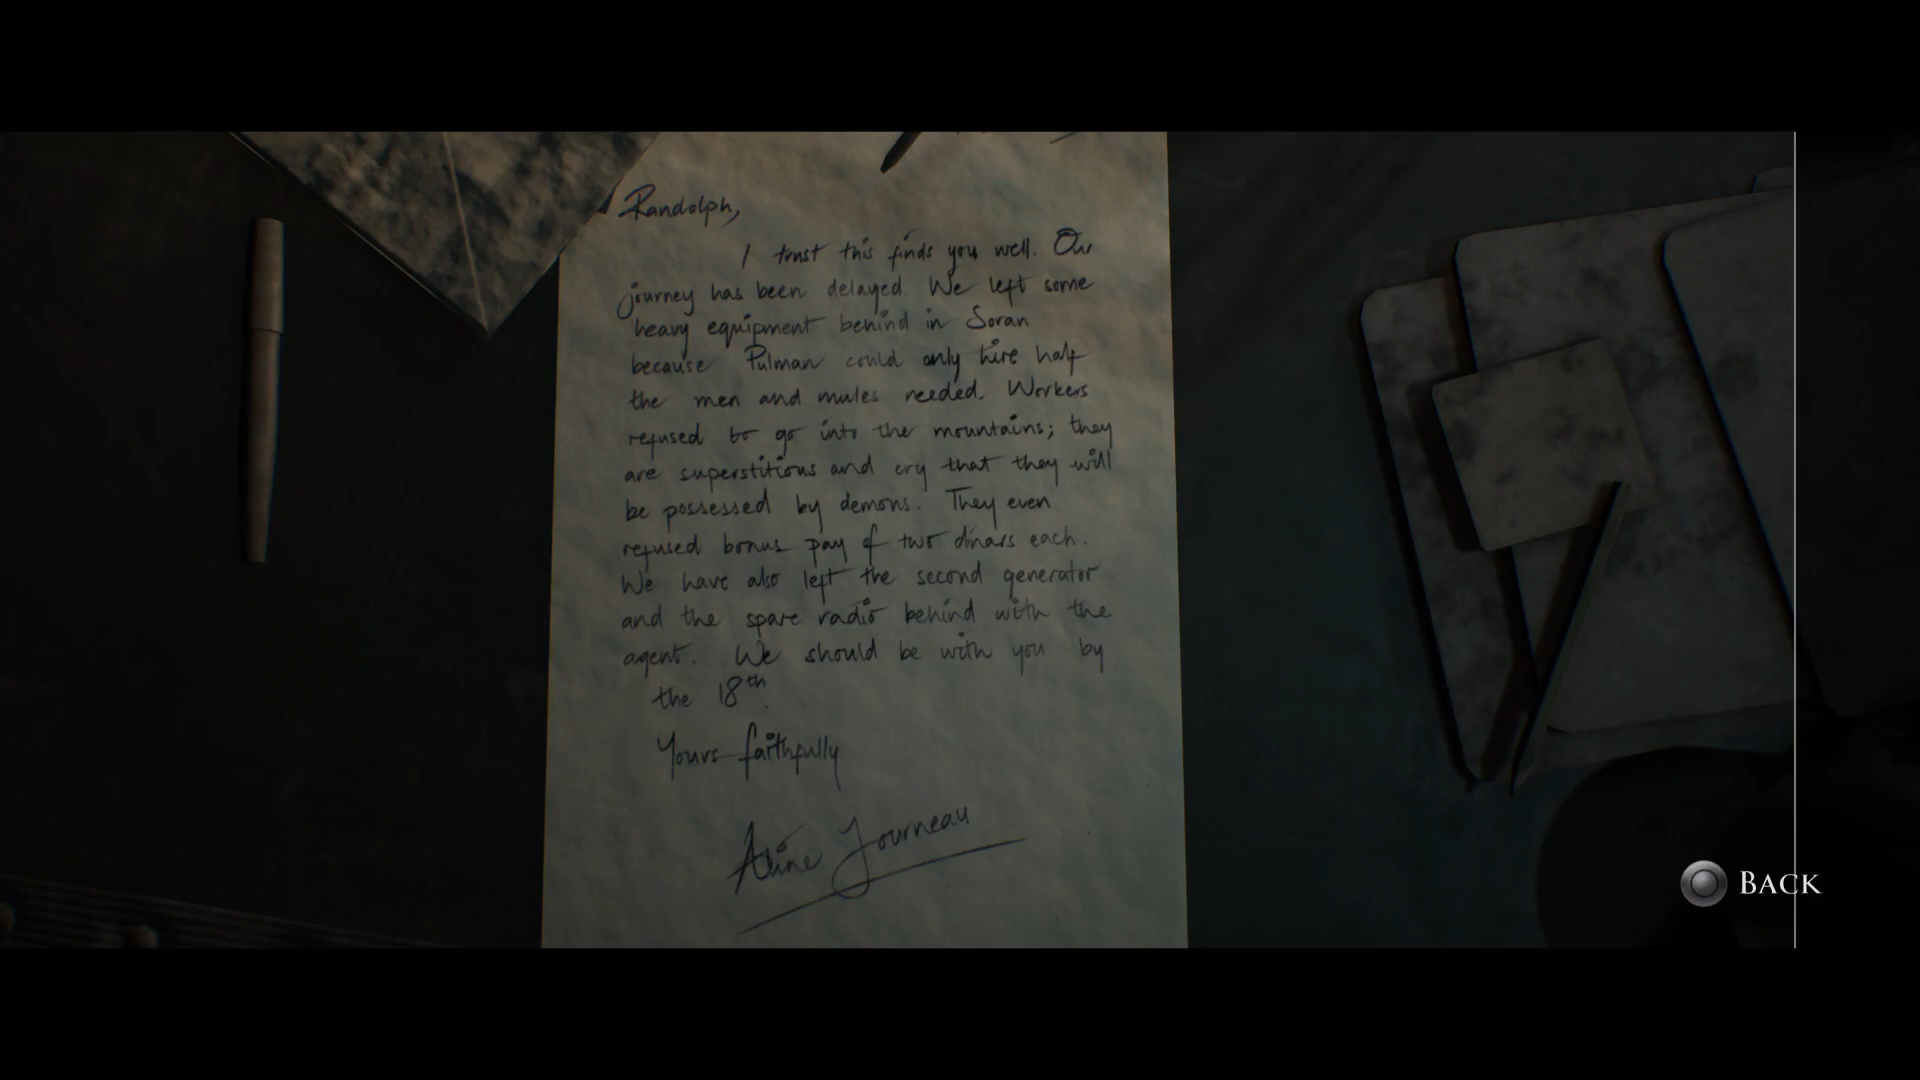 Randolph,
I trust this finds you well. Our
journey has been delayed. We left some
heavy equipment behind in Soran
because Pulman could only hire half
the men and mules needed. Workers
refused to go into the mountains; they
are superstitious and cry that they will
be possessed by demons. They even
refused bonus pay of two dinars each.
We have also left the second generator
and the spare radio behind with the
agent. We should be with you by
the 18th.
Yours faithfully
Aline Journeau
BACK